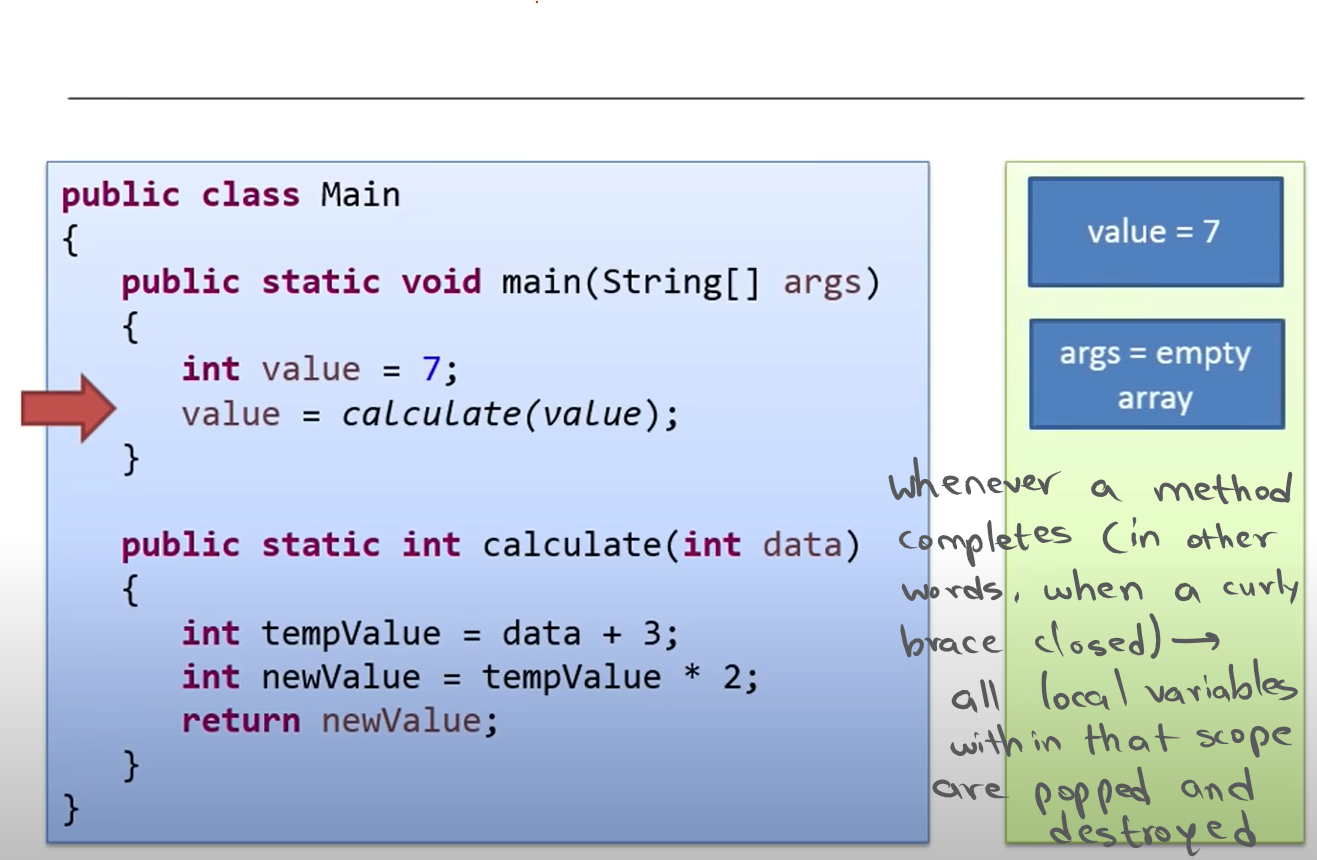 public class Main
{
public static void main(String[] args)
{
int value = 7;
value = calculate(value);
}
public static int calculate(int data)
{
int tempValue = data + 3;
int newValue = tempValue * 2;
return newValue;
}
}
value = 7
args = empty
array
whenever a method
completes (in other
words, when a curly
brace closed) →
all local variables
within that scope
are popped and
destroyed